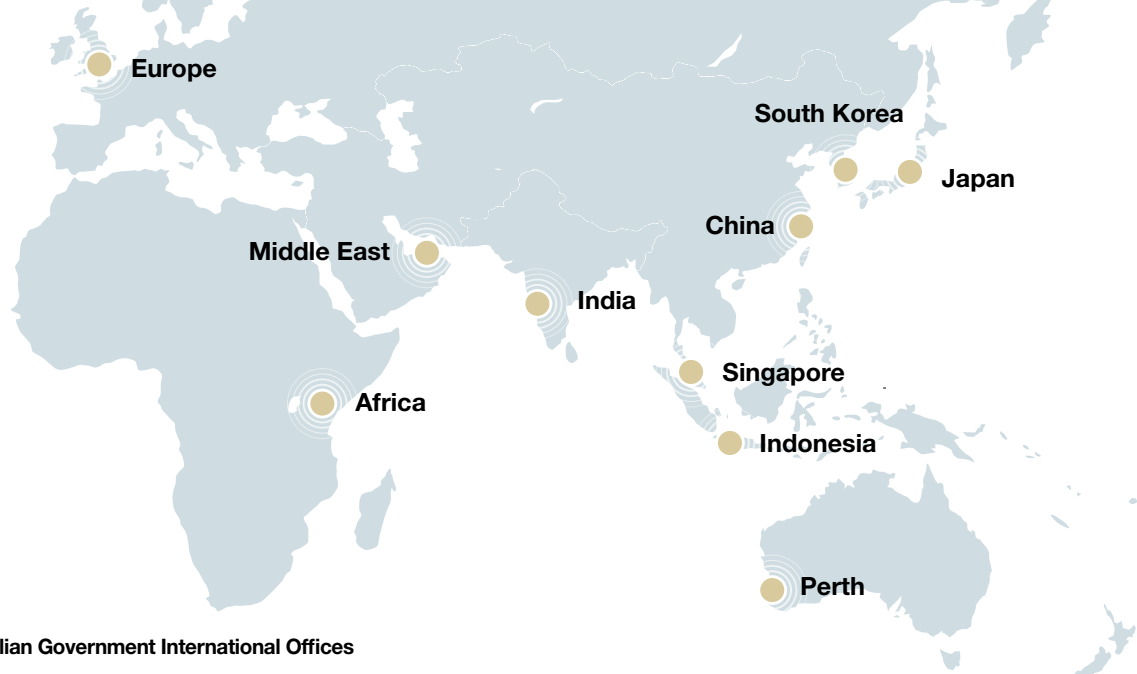 Europe
South Korea
Japan
China
Middle East
India
Singapore
Africa
Indonesia
Perth
lian Government International Offices